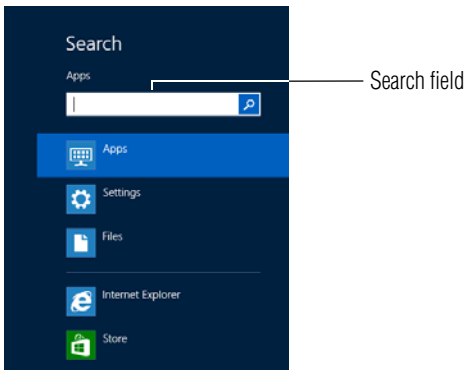 Search
Apps
Search field
Apps
Settings
Files
Internet Explorer
Store